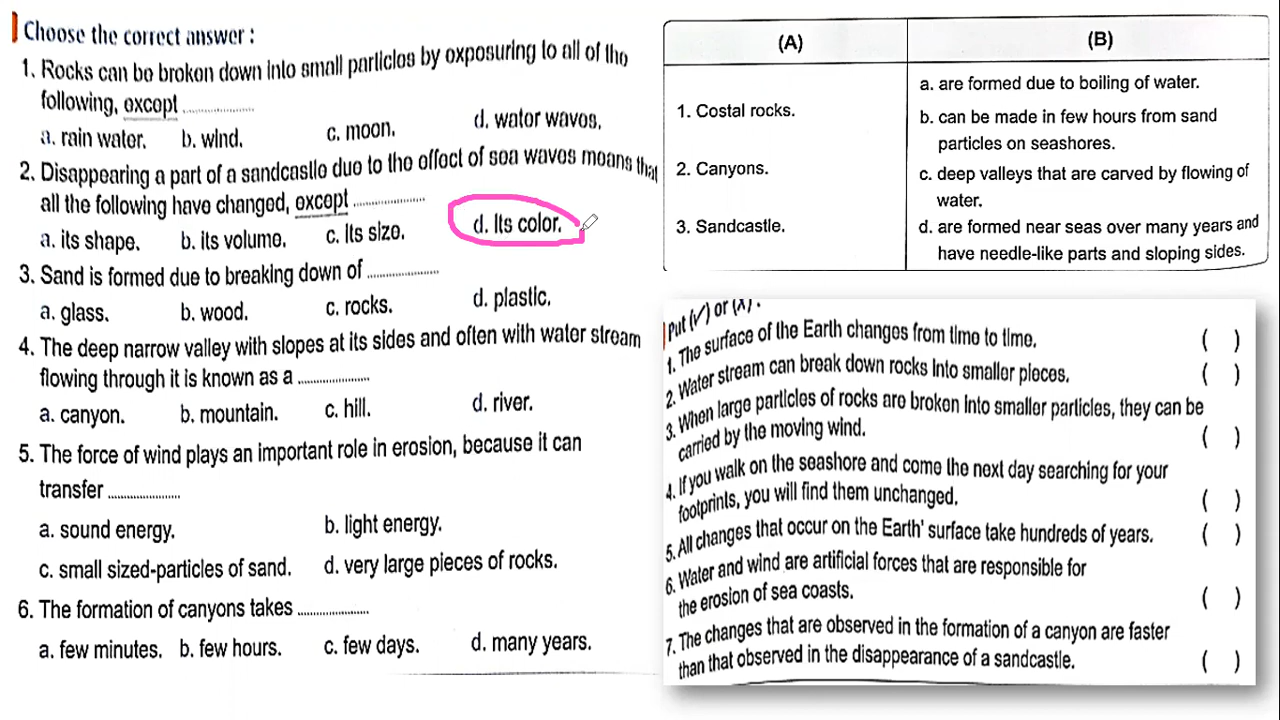 Choose the correct answer :
1. Rocks can be broken down into small particles by exposuring to all of the
following, except ....................
a. rain water. b. wind. c. moon. d. water waves.
2. Disappearing a part of a sandcastle due to the effect of sea waves means that
all the following have changed, except ....................
a. its shape. b. its volume. c. its size. d. Its color.
3. Sand is formed due to breaking down of ....................
a. glass. b. wood. c. rocks. d. plastic.
4. The deep narrow valley with slopes at its sides and often with water stream
flowing through it is known as a ....................
a. canyon. b. mountain. c. hill. d. river.
5. The force of wind plays an important role in erosion, because it can
transfer ....................
a. sound energy. b. light energy.
c. small sized-particles of sand. d. very large pieces of rocks.
6. The formation of canyons takes ....................
a. few minutes. b. few hours. c. few days. d. many years.
(A) (B)
1. Costal rocks.
2. Canyons.
3. Sandcastle.
a. are formed due to boiling of water.
b. can be made in few hours from sand
particles on seashores.
c. deep valleys that are carved by flowing of
water.
d. are formed near seas over many years and
have needle-like parts and sloping sides.
Put (✓) or (X) :
1. The surface of the Earth changes from time to time. ( )
2. Water stream can break down rocks into smaller pieces. ( )
3. When large particles of rocks are broken into smaller particles, they can be
carried by the moving wind. ( )
4. If you walk on the seashore and come the next day searching for your
footprints, you will find them unchanged. ( )
5. All changes that occur on the Earth' surface take hundreds of years. ( )
6. Water and wind are artificial forces that are responsible for
the erosion of sea coasts. ( )
7. The changes that are observed in the formation of a canyon are faster
than that observed in the disappearance of a sandcastle. ( )